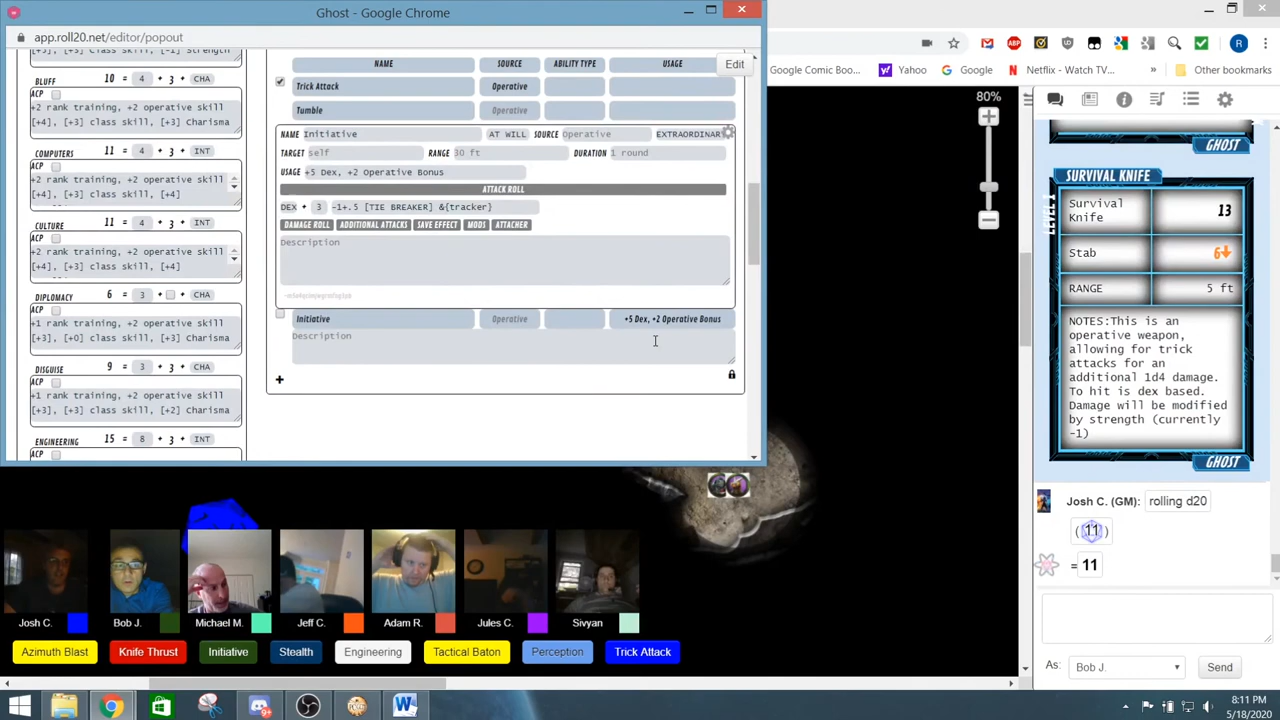 Ghost - Google Chrome
app.roll20.net/editor/popout
BLUFF 10 = 4 + 3 + CHA
ACP
+2 rank training, +2 operative skill
[+4], [+3] class skill, [+3] Charisma
COMPUTERS 11 = 4 + 3 + INT
ACP
+2 rank training, +2 operative skill
[+4], [+3] class skill, [+4]
CULTURE 11 = 4 + 3 + INT
ACP
+2 rank training, +2 operative skill
[+4], [+3] class skill, [+4]
DIPLOMACY 6 = 3 + + CHA
ACP
+1 rank training, +2 operative skill
[+3], [+0] class skill, [+3] Charisma
DISGUISE 9 = 3 + 3 + CHA
ACP
+1 rank training, +2 operative skill
[+3], [+3] class skill, [+2] Charisma
ENGINEERING 15 = 8 + 3 + INT
ACP
NAME SOURCE ABILITY TYPE USAGE
Edit
Trick Attack Operative
Tumble Operative
NAME Initiative AT WILL SOURCE Operative EXTRAORDINAR
TARGET self RANGE 30 ft DURATION 1 round
USAGE +5 Dex, +2 Operative Bonus
ATTACK ROLL
DEX + 3 -1+.5 [TIE BREAKER] &{tracker]
DAMAGE ROLL ADDITIONAL ATTACKS SAVE EFFECT MODS ATTACHER
Description
Initiative Operative +5 Dex, +2 Operative Bonus
Description
Google Comic Boo... Yahoo Google Netflix - Watch TV... » Other bookmarks
80%
GHOST
SURVIVAL KNIFE
LEVEL 1
Survival Knife 13
Stab 6
RANGE 5 ft
NOTES:This is an
operative weapon,
allowing for trick
attacks for an
additional 1d4 damage.
To hit is dex based.
Damage will be modified
by strength (currently
-1)
GHOST
Josh C. (GM): rolling d20
(11)
= 11
As: Bob J. Send
Josh C. Bob J. Michael M. Jeff C. Adam R. Jules C. Sivyan
Azimuth Blast Knife Thrust Initiative Stealth Engineering Tactical Baton Perception Trick Attack
8:11 PM
5/18/2020